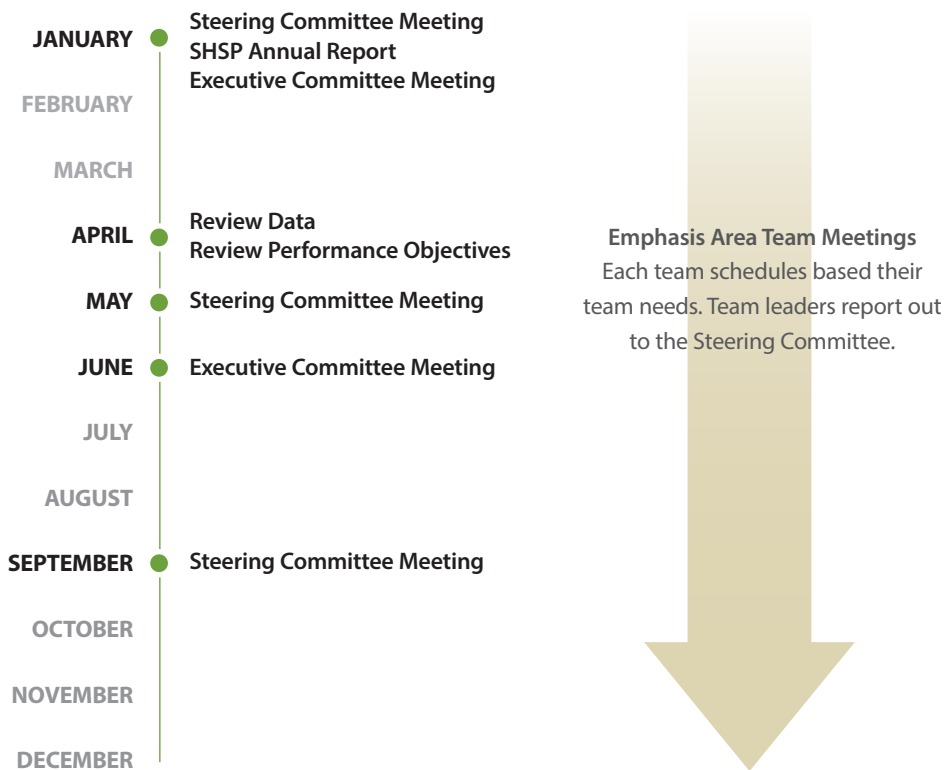 JANUARY
Steering Committee Meeting
SHSP Annual Report
Executive Committee Meeting
FEBRUARY
MARCH
APRIL
Review Data
Review Performance Objectives
MAY
Steering Committee Meeting
JUNE
Executive Committee Meeting
JULY
AUGUST
SEPTEMBER
Steering Committee Meeting
OCTOBER
NOVEMBER
DECEMBER
Emphasis Area Team Meetings
Each team schedules based their
team needs. Team leaders report out
to the Steering Committee.